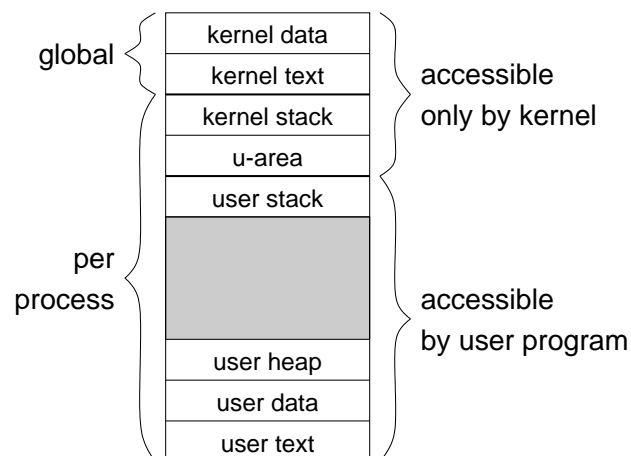 global
per
process
kernel data
kernel text
kernel stack
u-area
user stack
user heap
user data
user text
accessible
only by kernel
accessible
by user program